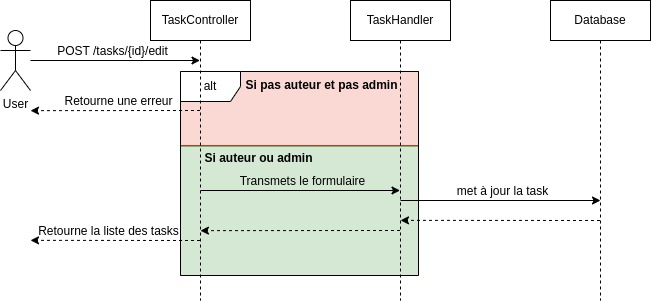 TaskController
TaskHandler
Database
POST /tasks/{id}/edit
User
alt
Si pas auteur et pas admin
Retourne une erreur
Si auteur ou admin
Transmets le formulaire
met à jour la task
Retourne la liste des tasks